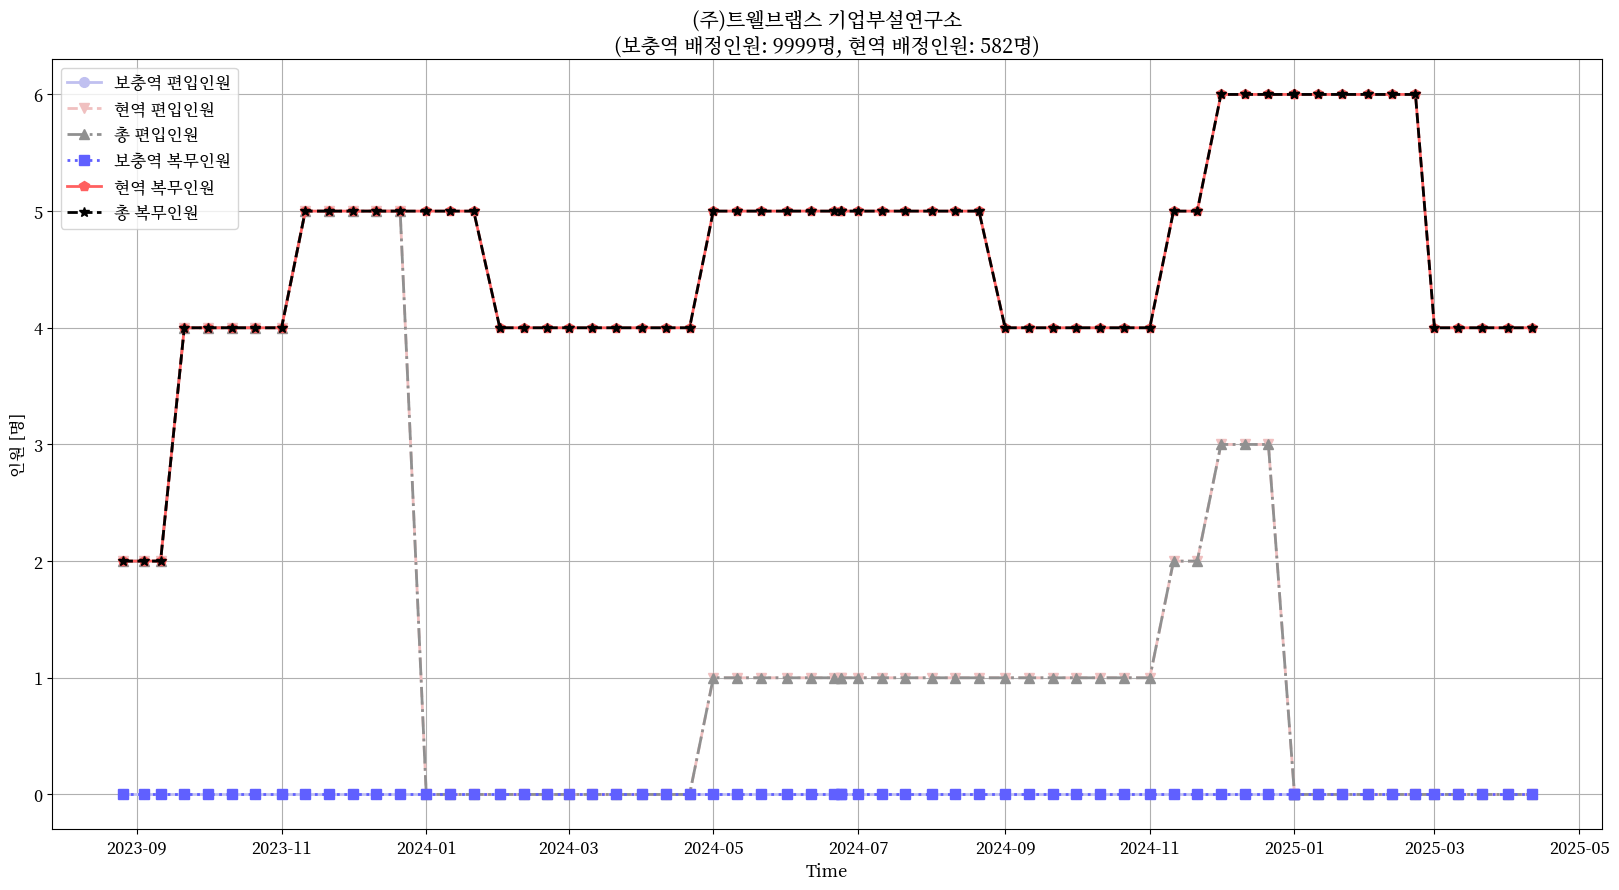 (주)트웰브랩스 기업부설연구소
(보충역 배정인원: 9999명, 현역 배정인원: 582명)
보충역 편입인원
현역 편입인원
총 편입인원
보충역 복무인원
현역 복무인원
총 복무인원
6
5
4
3
2
1
0
인원 [명]
2023-09
2023-11
2024-01
2024-03
2024-05
2024-07
2024-09
2024-11
2025-01
2025-03
2025-05
Time